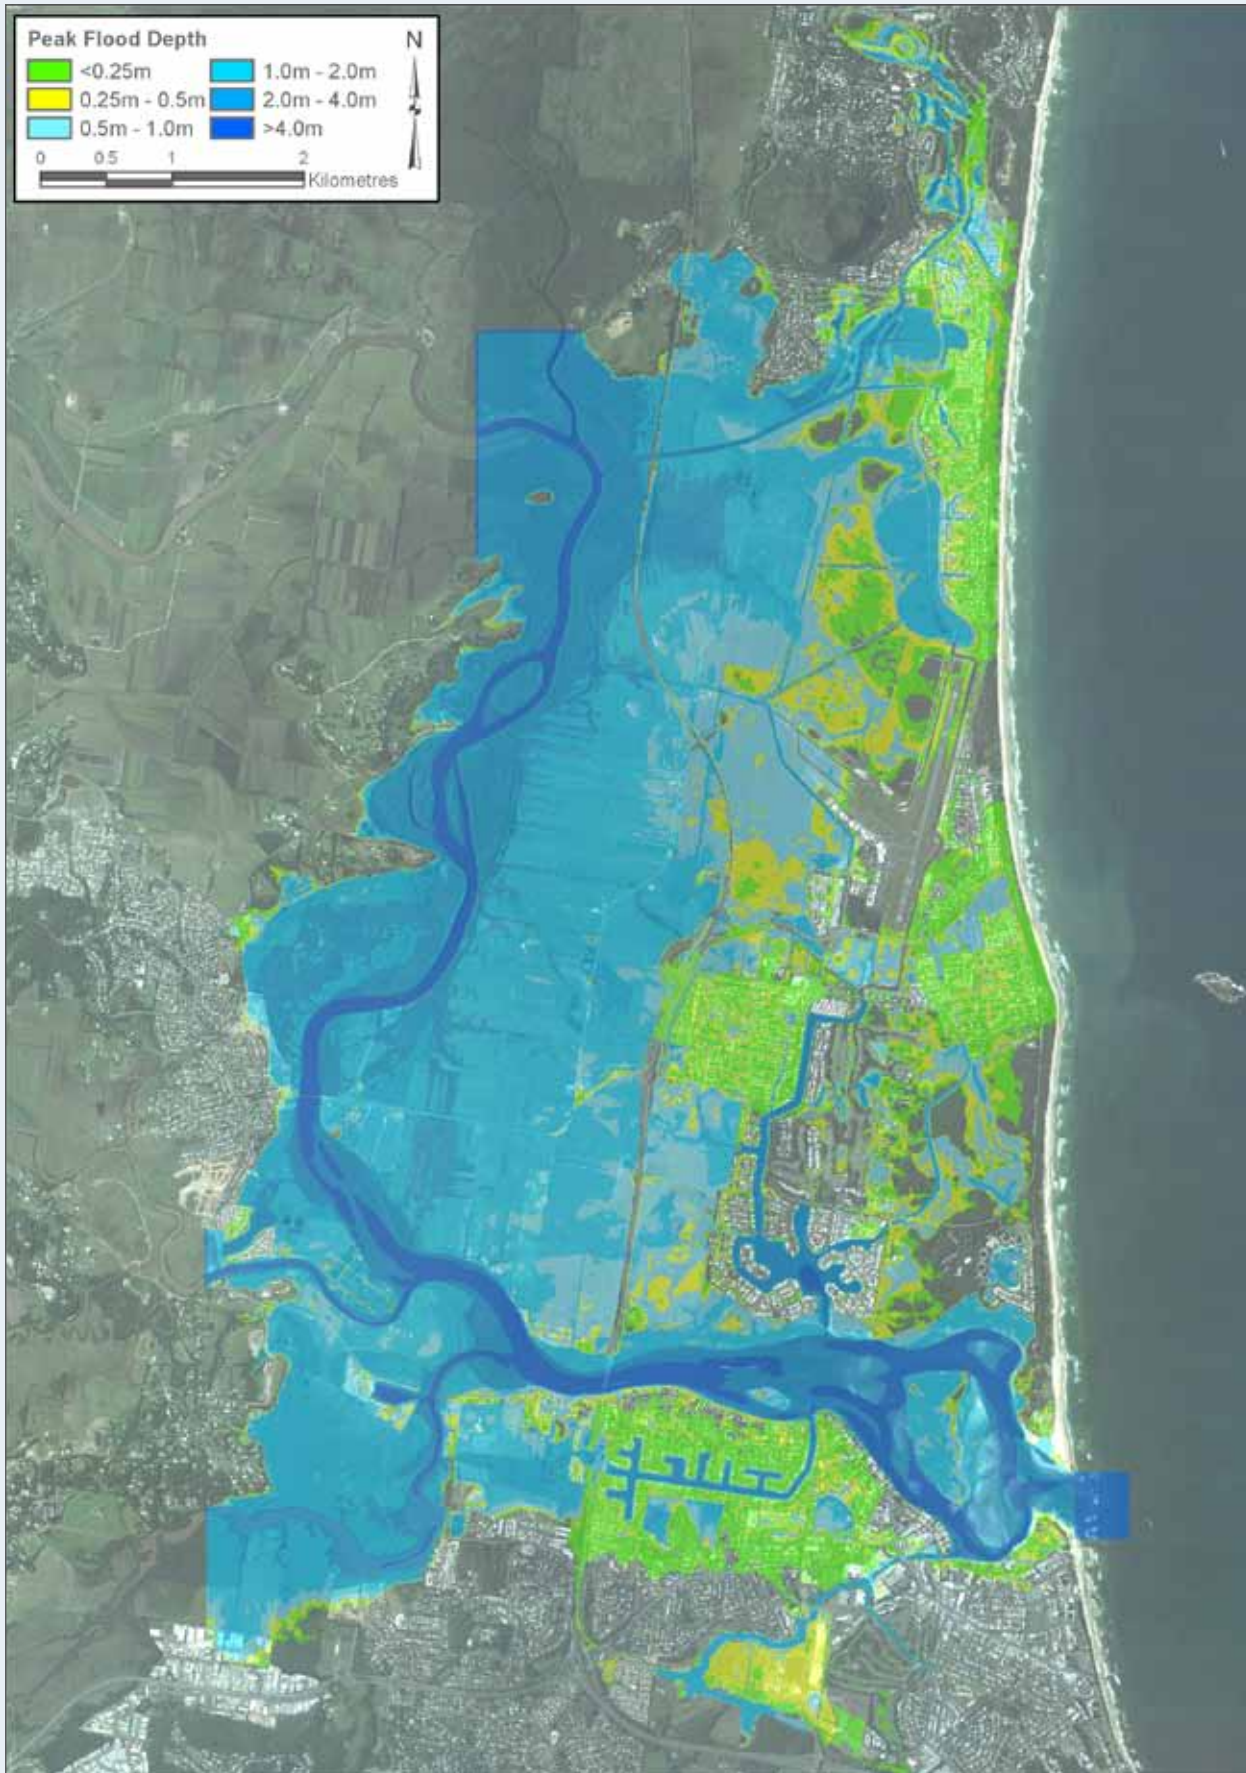 Peak Flood Depth
N
<0.25m
1.0m - 2.0m
0.25m - 0.5m
2.0m - 4.0m
0.5m - 1.0m
>4.0m
0 0.5 1 2
Kilometres